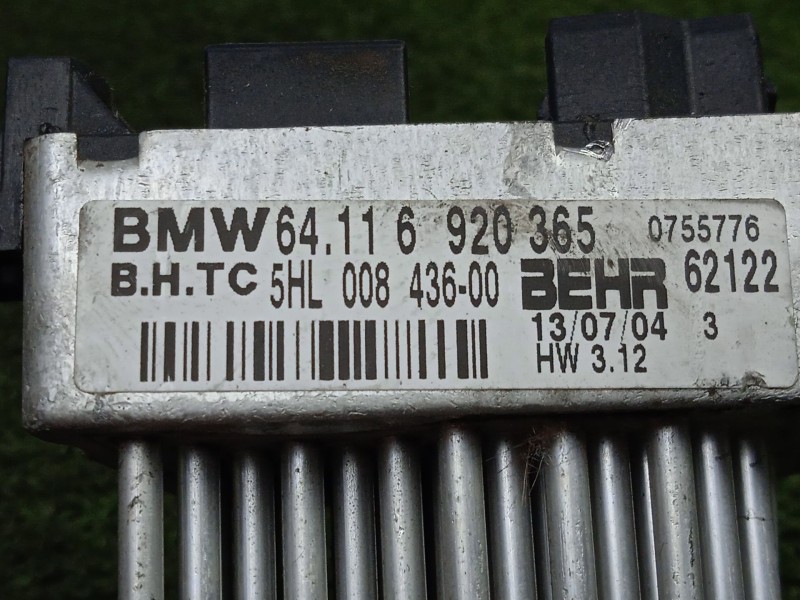 BMW 64.11 6 920 365 0755776
B.H.TC 5HL 008 436-00 BEHR 62122
13/07/04 3
HW 3.12